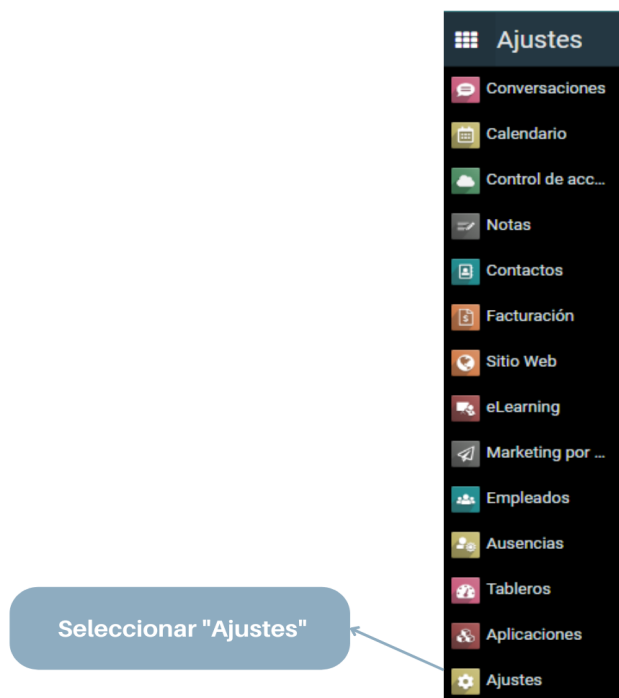 Ajustes
Conversaciones
Calendario
Control de acc...
Notas
Contactos
Facturación
Sitio Web
eLearning
Marketing por ...
Empleados
Ausencias
Tableros
Aplicaciones
Seleccionar "Ajustes"
Ajustes